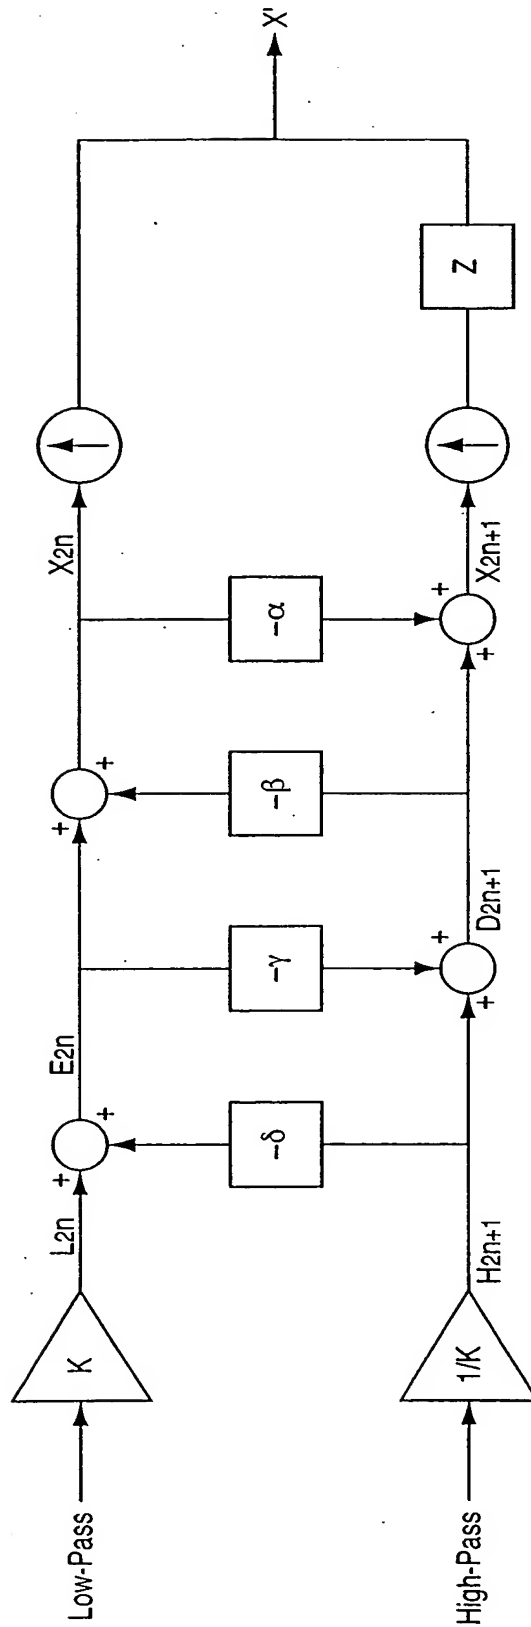 Low-Pass
K
L2n
+
+
E2n
+
+
X2n
X'
-δ
-γ
-β
-α
Z
High-Pass
1/K
H2n+1
+
+
D2n+1
+
+
X2n+1